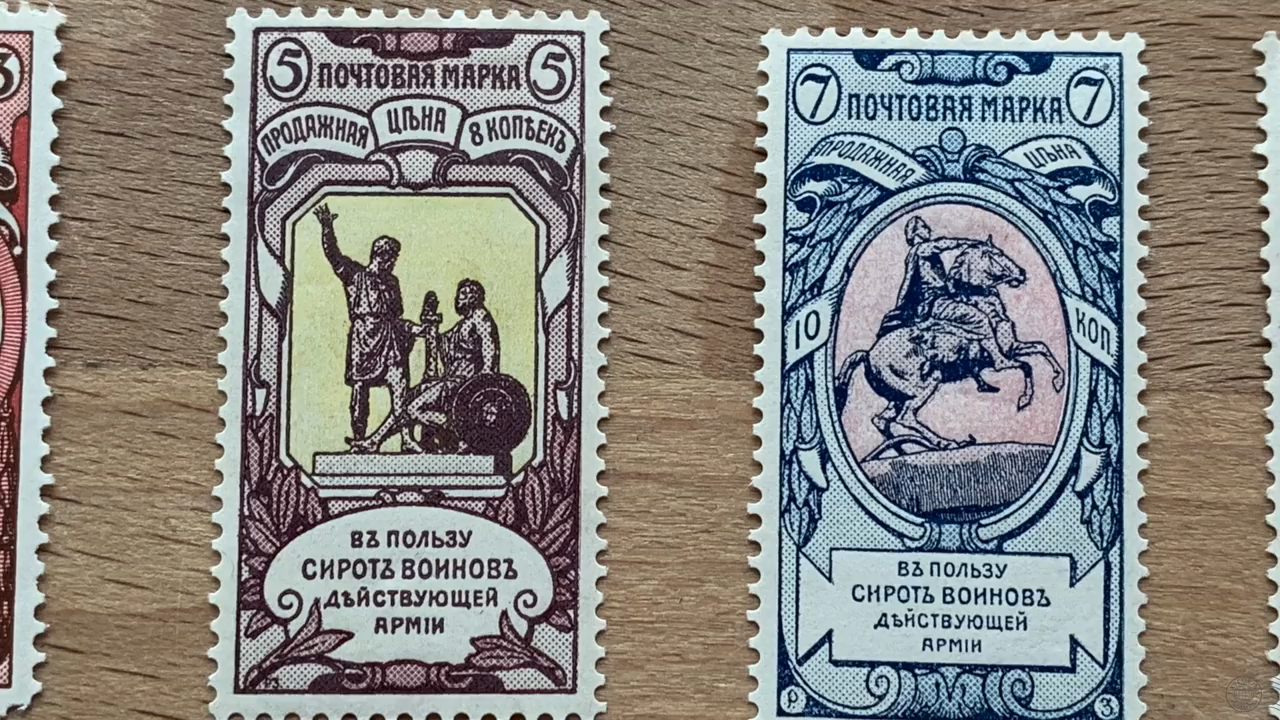 3
5 ПОЧТОВАЯ МАРКА 5
ПРОДАЖНАЯ ЦѢНА 8 КОПѢЕКЪ
ВЪ ПОЛЬЗУ
СИРОТЪ ВОИНОВЪ
ДѢЙСТВУЮЩЕЙ
АРМІИ
7 ПОЧТОВАЯ МАРКА 7
ПРОДАЖНАЯ ЦѢНА
10 КОП
ВЪ ПОЛЬЗУ
СИРОТЪ ВОИНОВЪ
ДѢЙСТВУЮЩЕЙ
АРМІИ
Р З